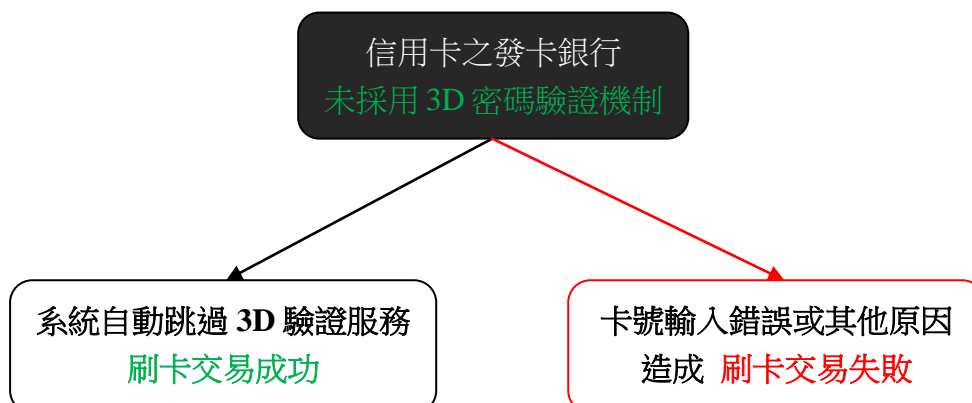 信用卡之發卡銀行
未採用 3D 密碼驗證機制
系統自動跳過 3D 驗證服務
刷卡交易成功
卡號輸入錯誤或其他原因
造成 刷卡交易失敗